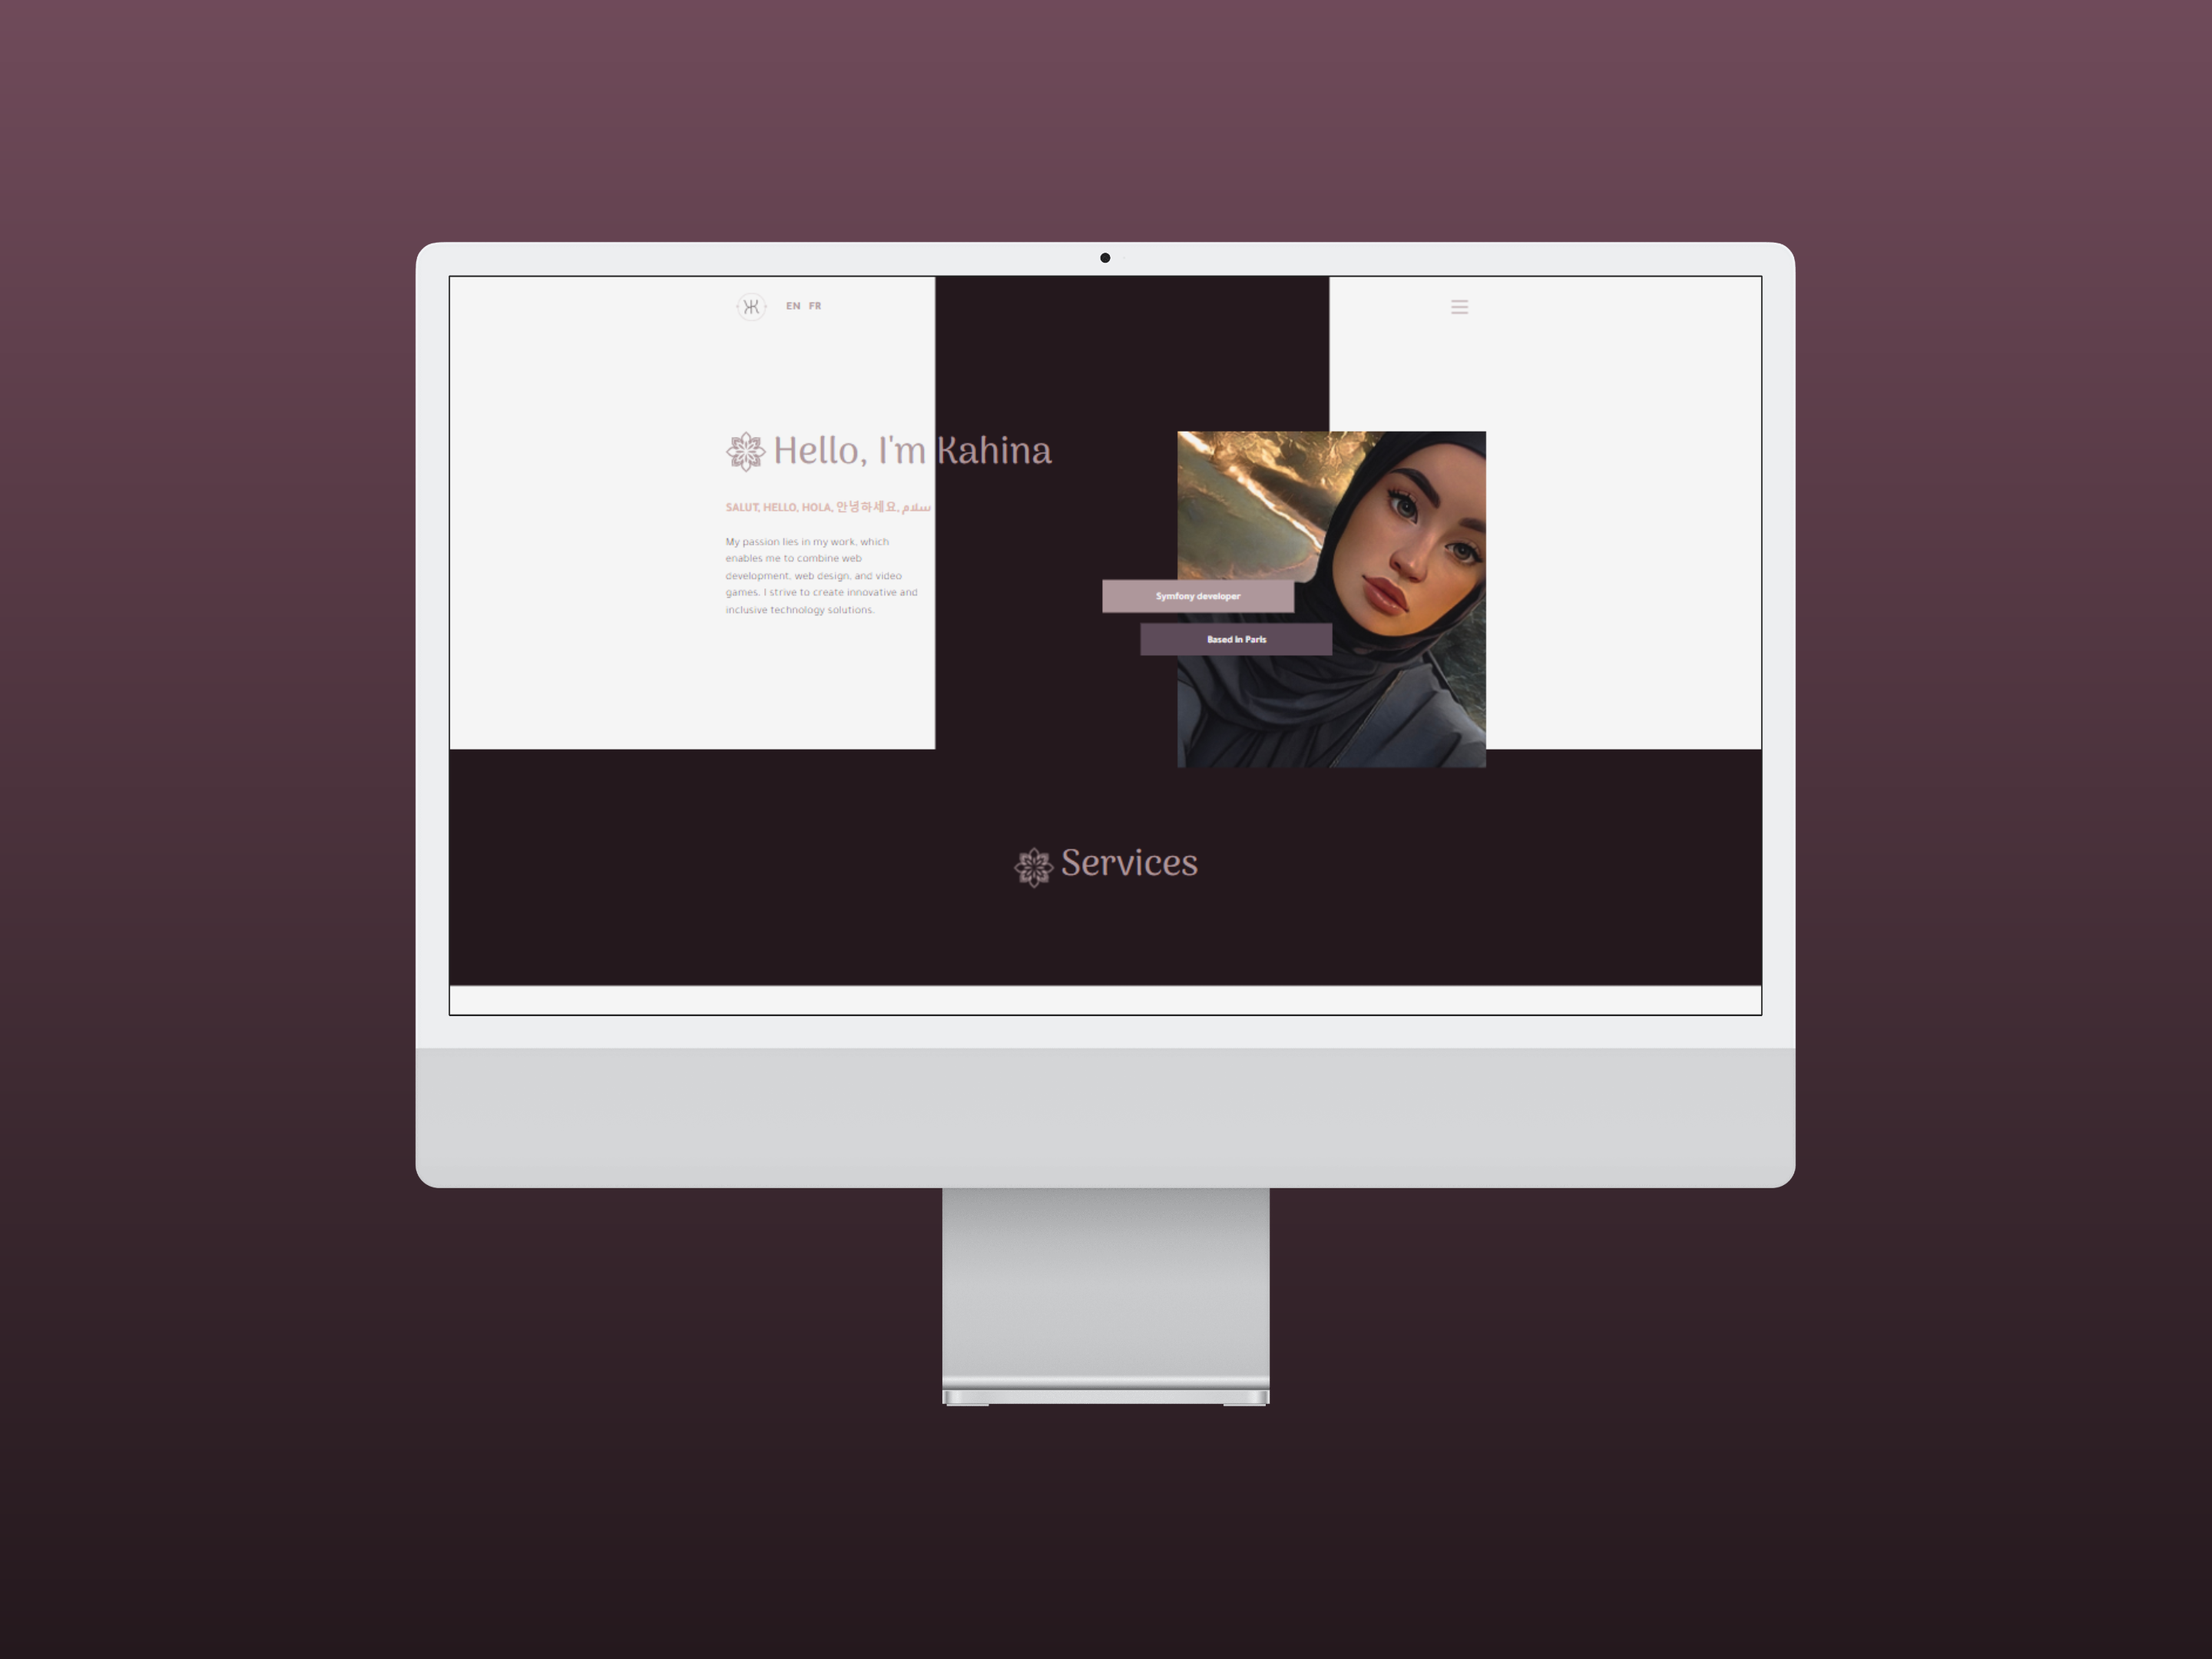 EN FR
Hello, I'm Kahina
SALUT, HELLO, HOLA, 안녕하세요, سلام
My passion lies in my work, which
enables me to combine web
development, web design, and video
games. I strive to create innovative and
inclusive technology solutions.
Symfony developer
Based in Paris
Services